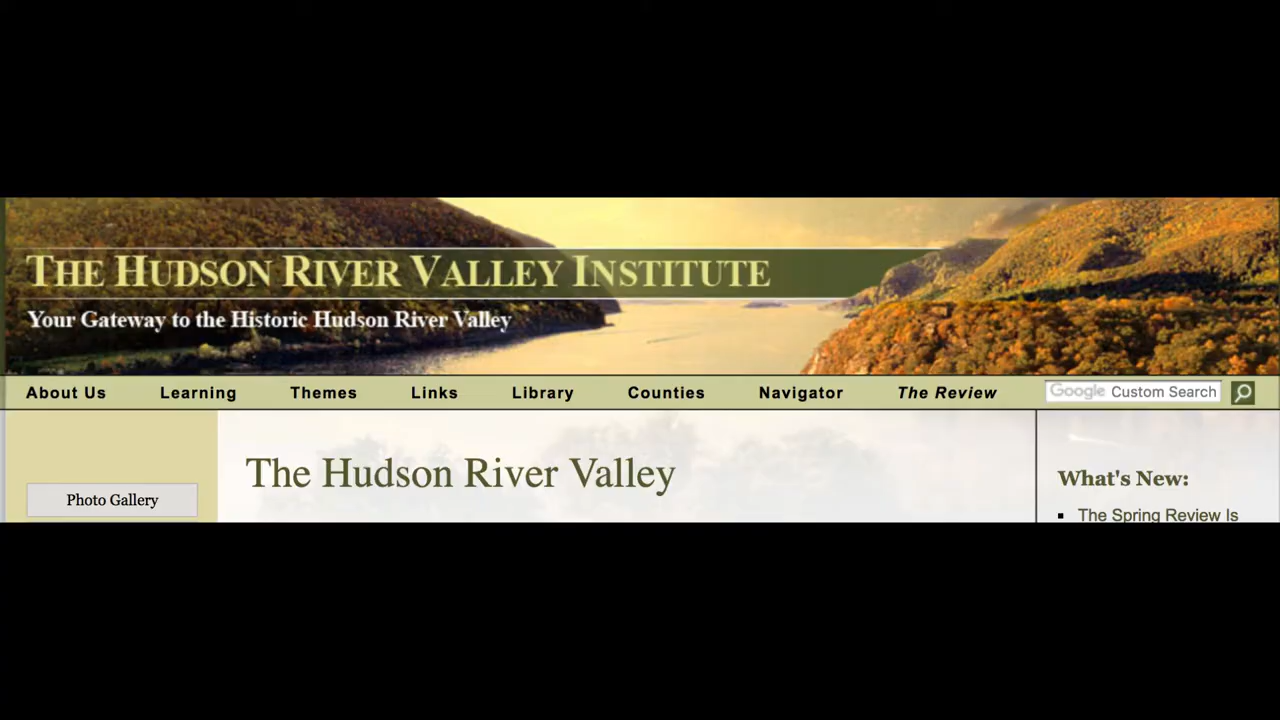 THE HUDSON RIVER VALLEY INSTITUTE
Your Gateway to the Historic Hudson River Valley
About Us Learning Themes Links Library Counties Navigator The Review Google Custom Search
The Hudson River Valley
What's New:
Photo Gallery
The Spring Review Is